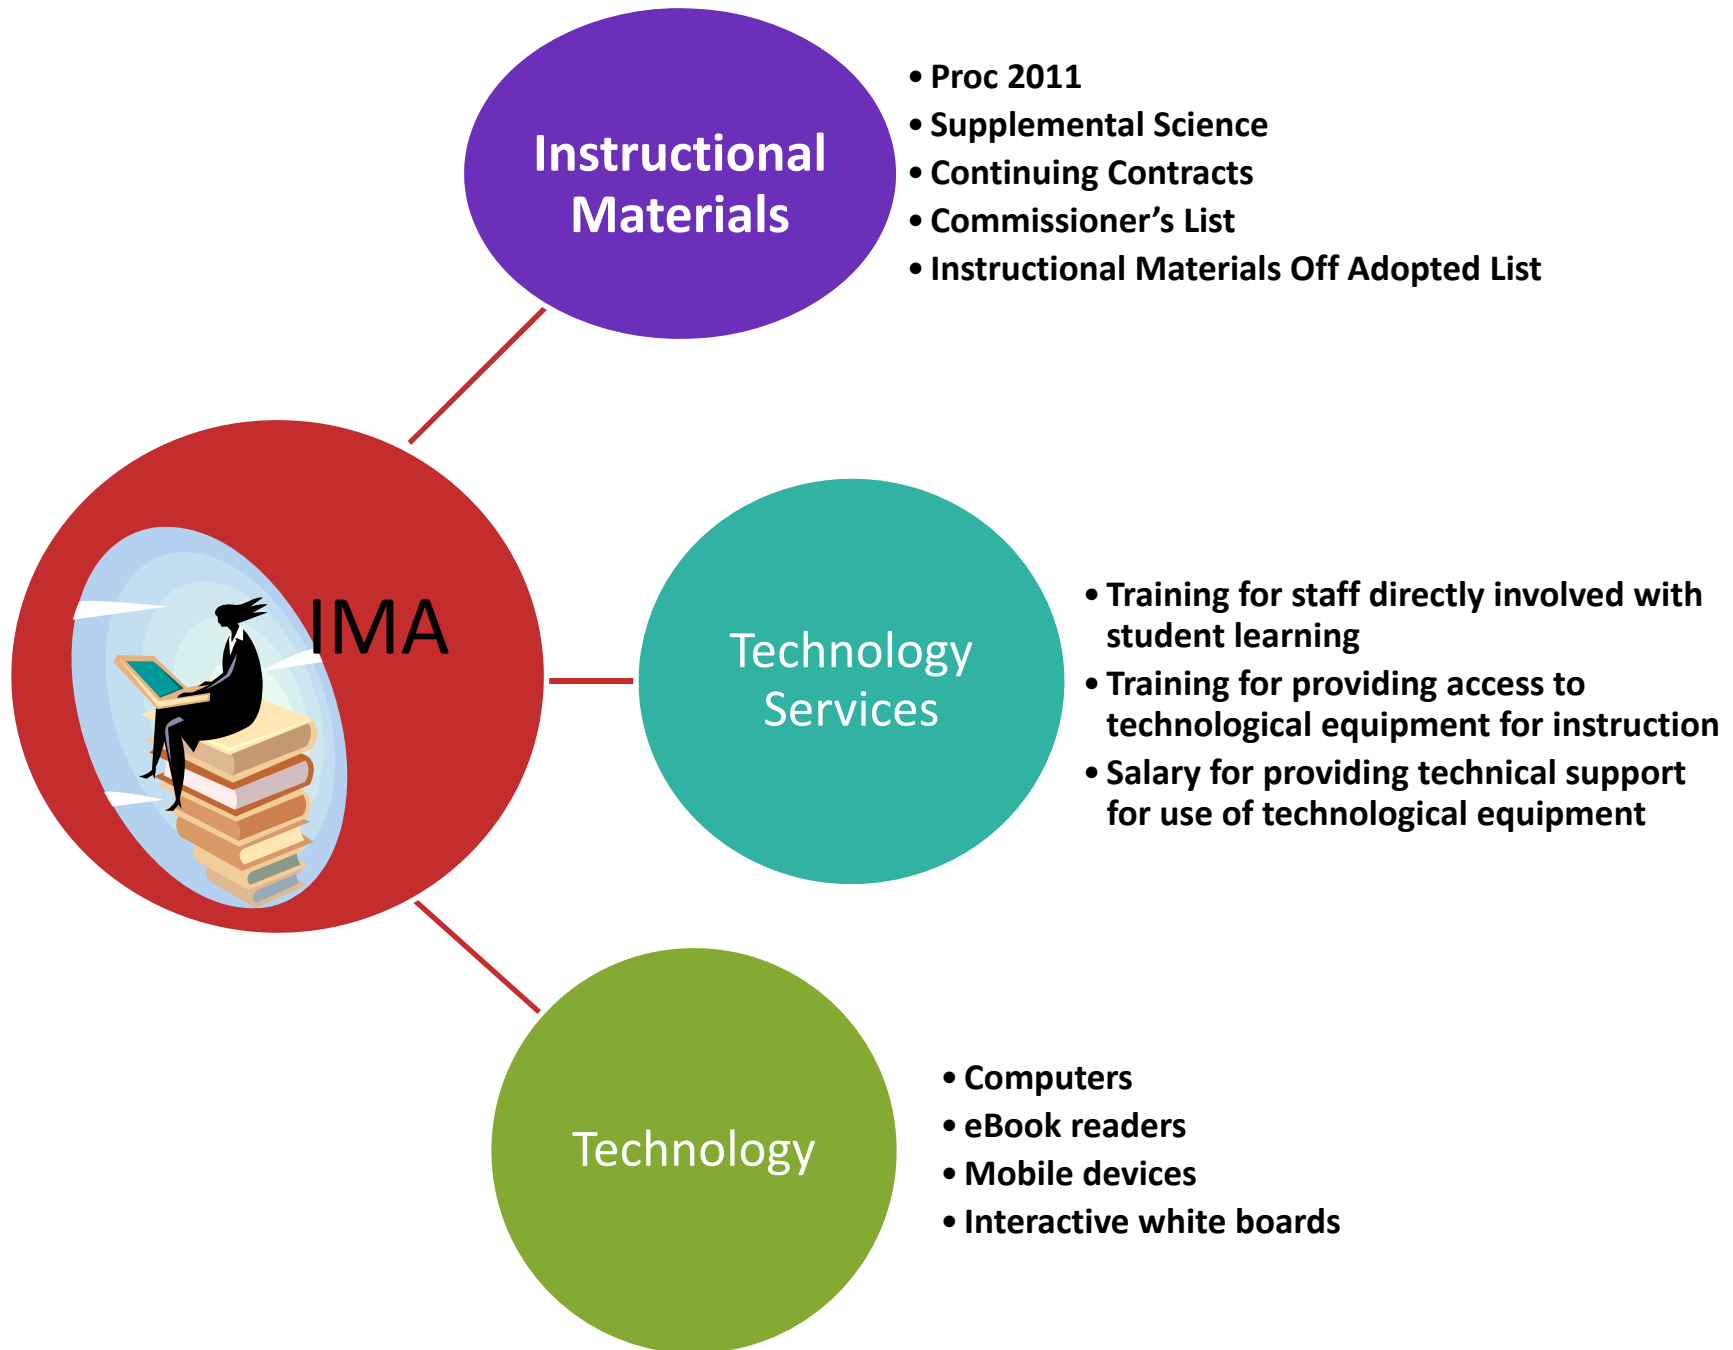 Instructional
Materials
• Proc 2011
• Supplemental Science
• Continuing Contracts
• Commissioner’s List
• Instructional Materials Off Adopted List
IMA
Technology
Services
• Training for staff directly involved with
student learning
• Training for providing access to
technological equipment for instruction
• Salary for providing technical support
for use of technological equipment
Technology
• Computers
• eBook readers
• Mobile devices
• Interactive white boards